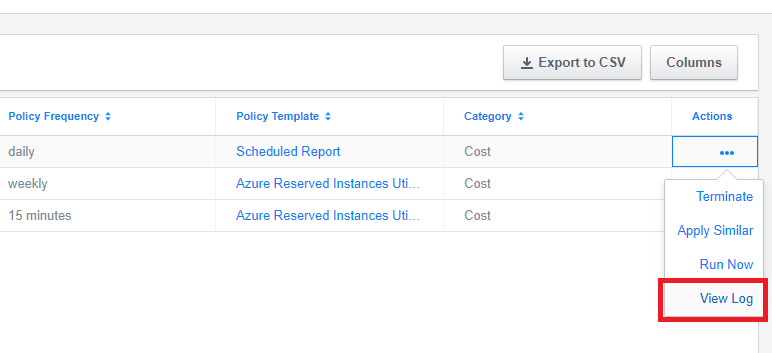 Export to CSV Columns
Policy Frequency Policy Template Category Actions
daily Scheduled Report Cost •••
weekly Azure Reserved Instances Uti... Cost
15 minutes Azure Reserved Instances Uti... Cost
Terminate
Apply Similar
Run Now
View Log